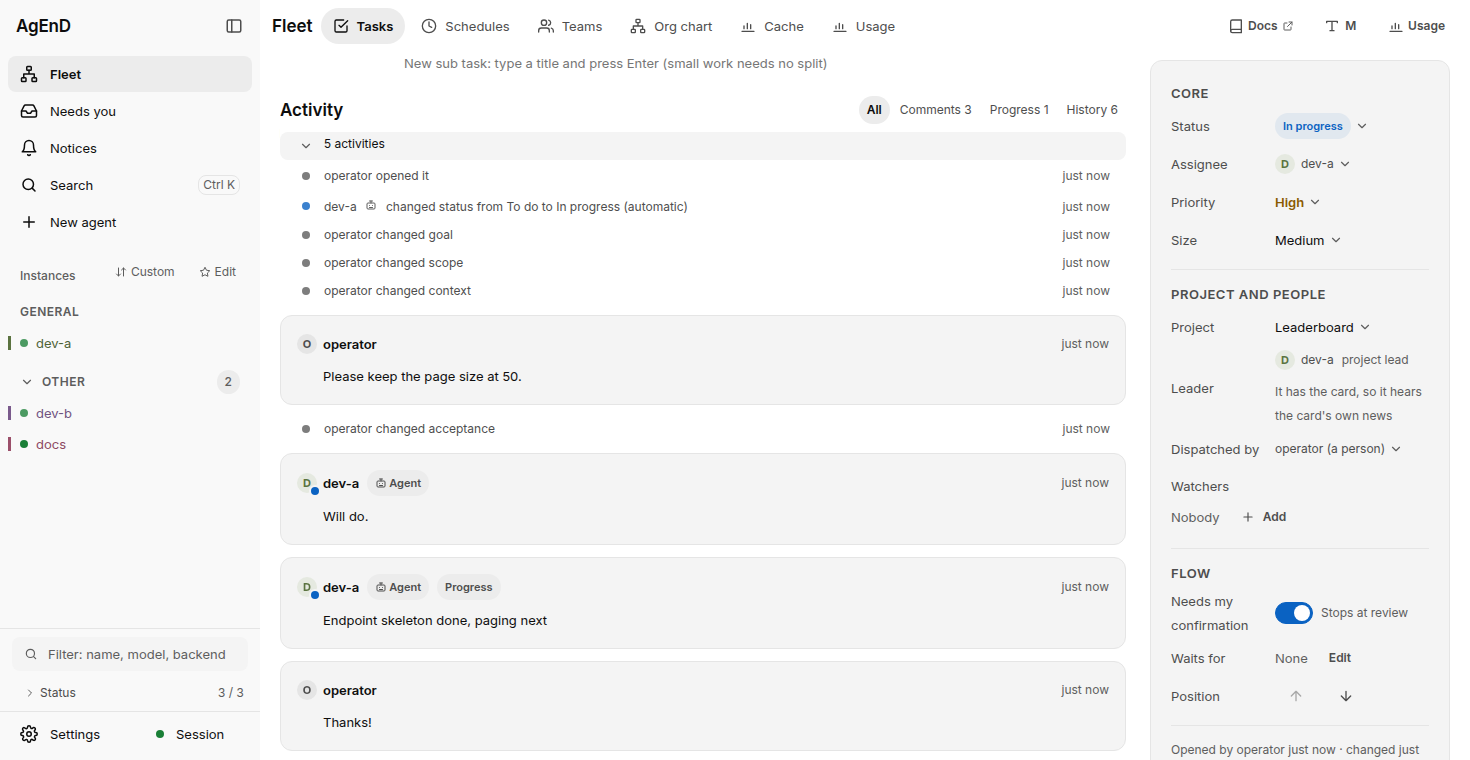 AgEnD
Fleet
Needs you
Notices
Search Ctrl K
New agent
Instances Custom Edit
GENERAL
dev-a
OTHER 2
dev-b
docs
Filter: name, model, backend
Status 3 / 3
Settings Session
Fleet Tasks Schedules Teams Org chart Cache Usage Docs M Usage
New sub task: type a title and press Enter (small work needs no split)
Activity All Comments 3 Progress 1 History 6
5 activities
operator opened it just now
dev-a changed status from To do to In progress (automatic) just now
operator changed goal just now
operator changed scope just now
operator changed context just now
O operator just now
Please keep the page size at 50.
operator changed acceptance just now
D dev-a Agent just now
Will do.
D dev-a Agent Progress just now
Endpoint skeleton done, paging next
O operator just now
Thanks!
CORE
Status In progress
Assignee D dev-a
Priority High
Size Medium
PROJECT AND PEOPLE
Project Leaderboard
D dev-a project lead
Leader
It has the card, so it hears
the card's own news
Dispatched by operator (a person)
Watchers
Nobody Add
FLOW
Needs my
confirmation
Stops at review
Waits for None Edit
Position
Opened by operator just now · changed just